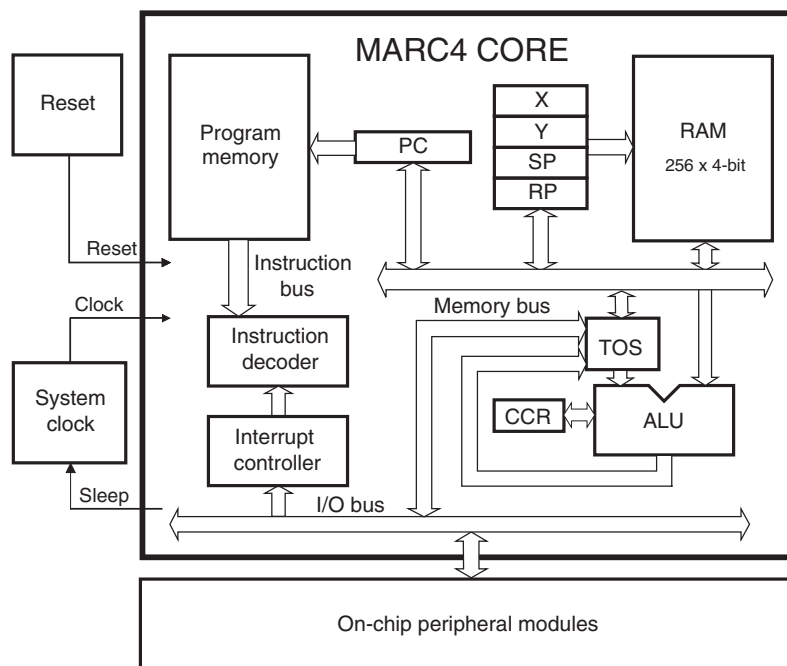 MARC4 CORE
Reset
Program
memory
PC
X
Y
SP
RP
RAM
256 x 4-bit
Reset
Instruction
bus
Clock
Memory bus
Instruction
decoder
TOS
System
clock
CCR
ALU
Interrupt
controller
Sleep
I/O bus
On-chip peripheral modules